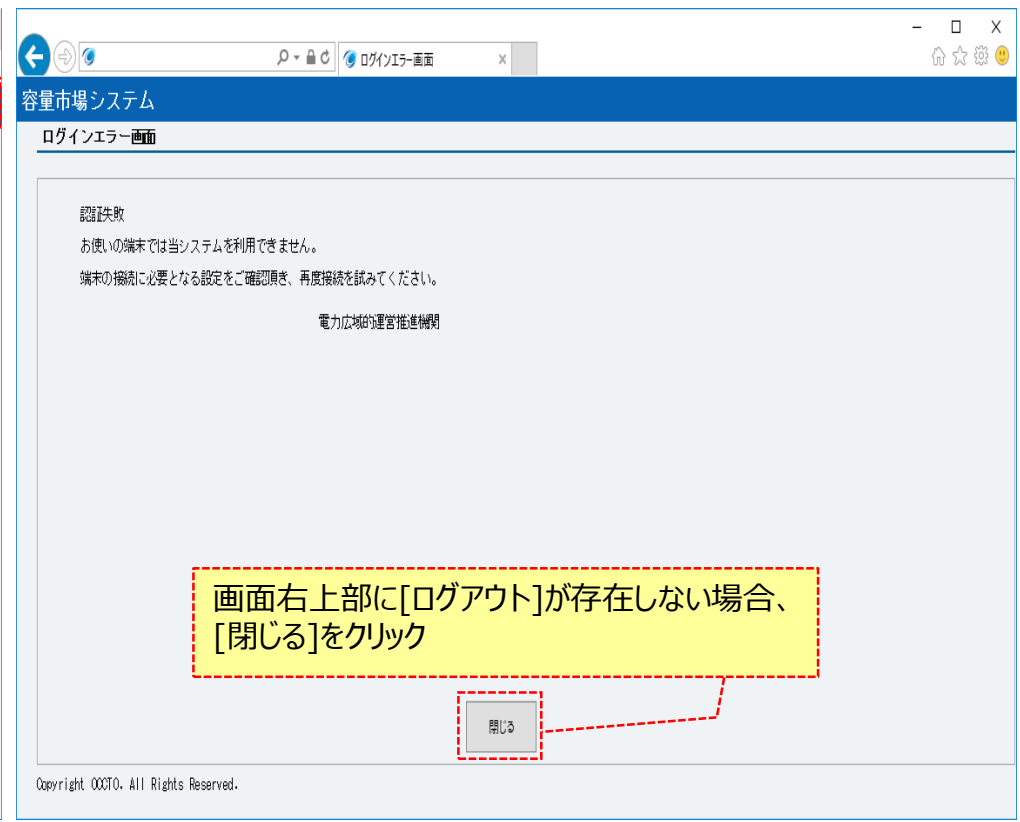 ログインエラー画面
容量市場システム
ログインエラー画面
認証失敗
お使いの端末では当システムを利用できません。
端末の接続に必要となる設定をご確認頂き、再度接続を試みてください。
電力広域的運営推進機関
画面右上部に[ログアウト]が存在しない場合、
[閉じる]をクリック
閉じる
Copyright OCCTO. All Rights Reserved.